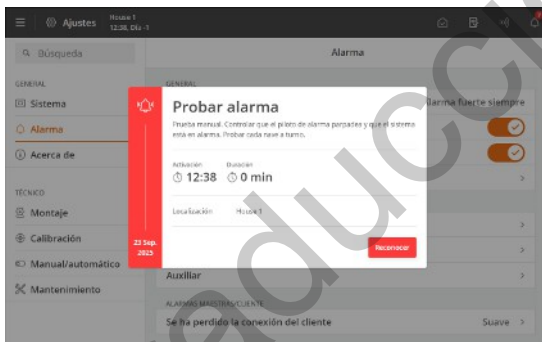 Ajustes
House 1
12:38, Día -1
Búsqueda
Alarma
GENERAL
Sistema
Alarma
Acerca de
TÉCNICO
Montaje
Calibración
Manual/automático
Mantenimiento
GENERAL
larma fuerte siempre
Probar alarma
Prueba manual. Controlar que el piloto de alarma parpadea y que el sistema
está en alarma. Probar cada nave a turno.
Activación
Duración
12:38
0 min
Localización
House 1
23 Sep.
2025
Reconocer
Auxiliar
ALARMAS MAESTRAS/CLIENTE
Se ha perdido la conexión del cliente
Suave